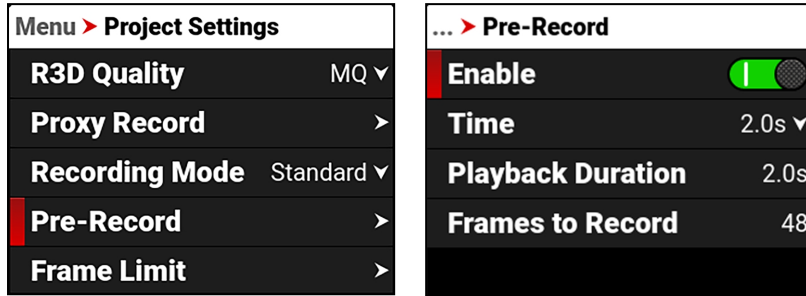 Menu > Project Settings
R3D Quality MQ
Proxy Record
Recording Mode Standard
Pre-Record
Frame Limit
... > Pre-Record
Enable
Time 2.0s
Playback Duration 2.0s
Frames to Record 48